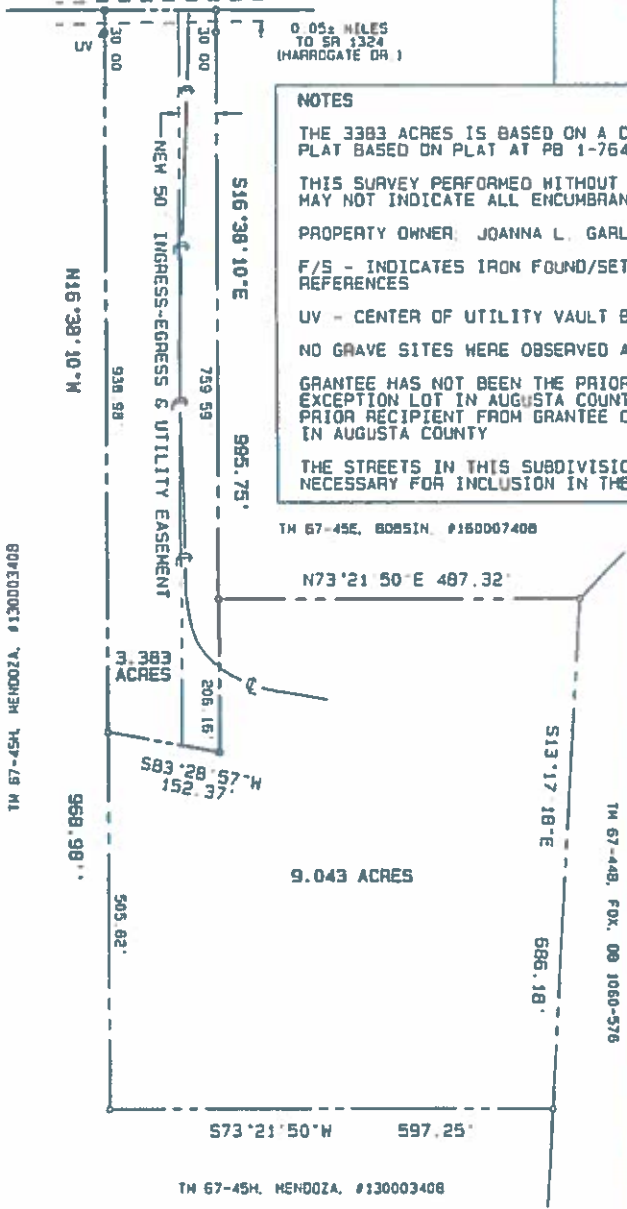 0.05± MILES
TO SR 1324
(HARROGATE DR.)
UV
30.00
30.00
NOTES
THE 3383 ACRES IS BASED ON A
PLAT BASED ON PLAT AT PB 1-764
THIS SURVEY PERFORMED WITHOUT
MAY NOT INDICATE ALL
PROPERTY OWNER: JOANNA L.
F/S - INDICATES IRON FOUND/SET
REFERENCES
UV - CENTER OF UTILITY VAULT
NO GRAVE SITES WERE OBSERVED
GRANTEE HAS NOT BEEN THE PRIOR
EXCEPTION LOT IN AUGUSTA
PRIOR RECIPIENT FROM GRANTEE
IN AUGUSTA COUNTY
THE STREETS IN THIS
NECESSARY FOR INCLUSION IN THE
NEW 50' INGRESS-EGRESS & UTILITY EASEMENT
S16°38'10"E
995.75'
759.59
N16°38'10"W
938.98'
TM 67-45E, BOBSIN, #160007408
N73°21'50"E 487.32'
3.383
ACRES
206.16'
S83°28'57"W
152.37'
TM 67-45H, MENDOZA, #130003408
968.98'
505.82'
9.043 ACRES
S13°17'18"E
686.18'
TM 67-44B, FOX, DB 1060-576
S73°21'50"W 597.25'
TM 67-45H, MENDOZA, #130003408